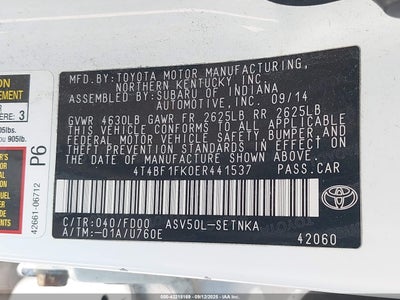 MFD. BY: TOYOTA MOTOR MANUFACTURING,
NORTHERN KENTUCKY, INC.
ASSEMBLED BY: SUBARU OF INDIANA
AUTOMOTIVE, INC. 09/14
GVWR 4630LB GAWR FR 2625LB RR 2625LB
THIS VEHICLE CONFORMS TO ALL APPLICABLE
FEDERAL MOTOR VEHICLE SAFETY, BUMPER, AND
THEFT PREVENTION STANDARDS IN EFFECT ON THE
DATE OF MANUFACTURE SHOWN ABOVE.
4T4BF1FK0ER441537 PASS.CAR
C/TR:040/FD00 ASV50L-SETNKA
A/TM:-01A/U760E 42060
TOYOTA
P6
42661-06712
3
905lbs.